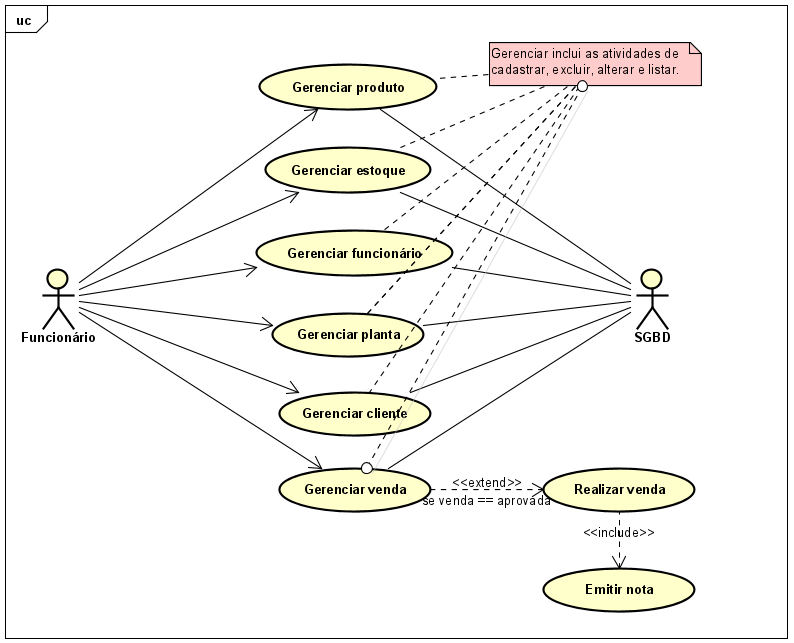 uc
Gerenciar inclui as atividades de
cadastrar, excluir, alterar e listar.
Gerenciar produto
Gerenciar estoque
Gerenciar funcionário
Funcionário
SGBD
Gerenciar planta
Gerenciar cliente
Gerenciar venda
<<extend>>
se venda == aprovada
Realizar venda
<<include>>
Emitir nota